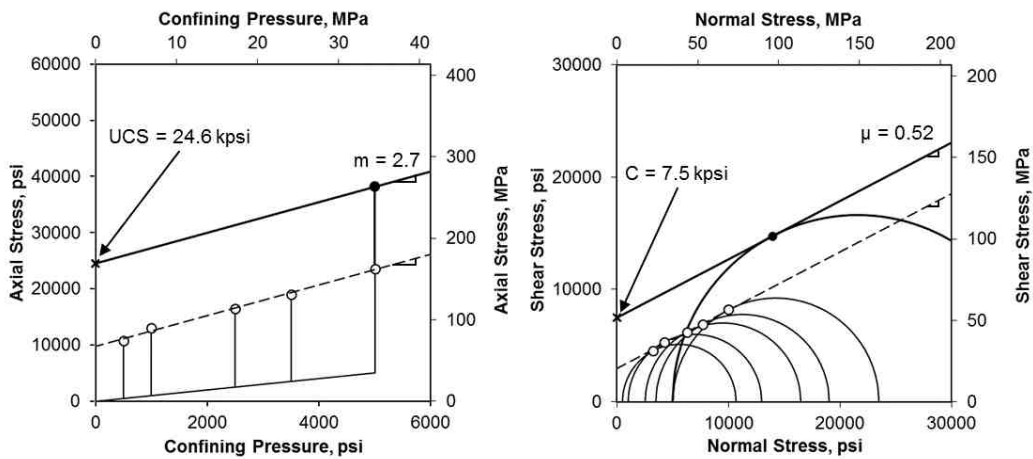 Confining Pressure, MPa
0 10 20 30 40
60000
50000
40000
30000
20000
10000
0
Axial Stress, psi
UCS = 24.6 kpsi
m = 2.7
400
300
200
100
0
Axial Stress, MPa
0 2000 4000 6000
Confining Pressure, psi
Normal Stress, MPa
0 50 100 150 200
30000
20000
10000
0
Shear Stress, psi
C = 7.5 kpsi
µ = 0.52
200
150
100
50
0
Shear Stress, MPa
0 10000 20000 30000
Normal Stress, psi